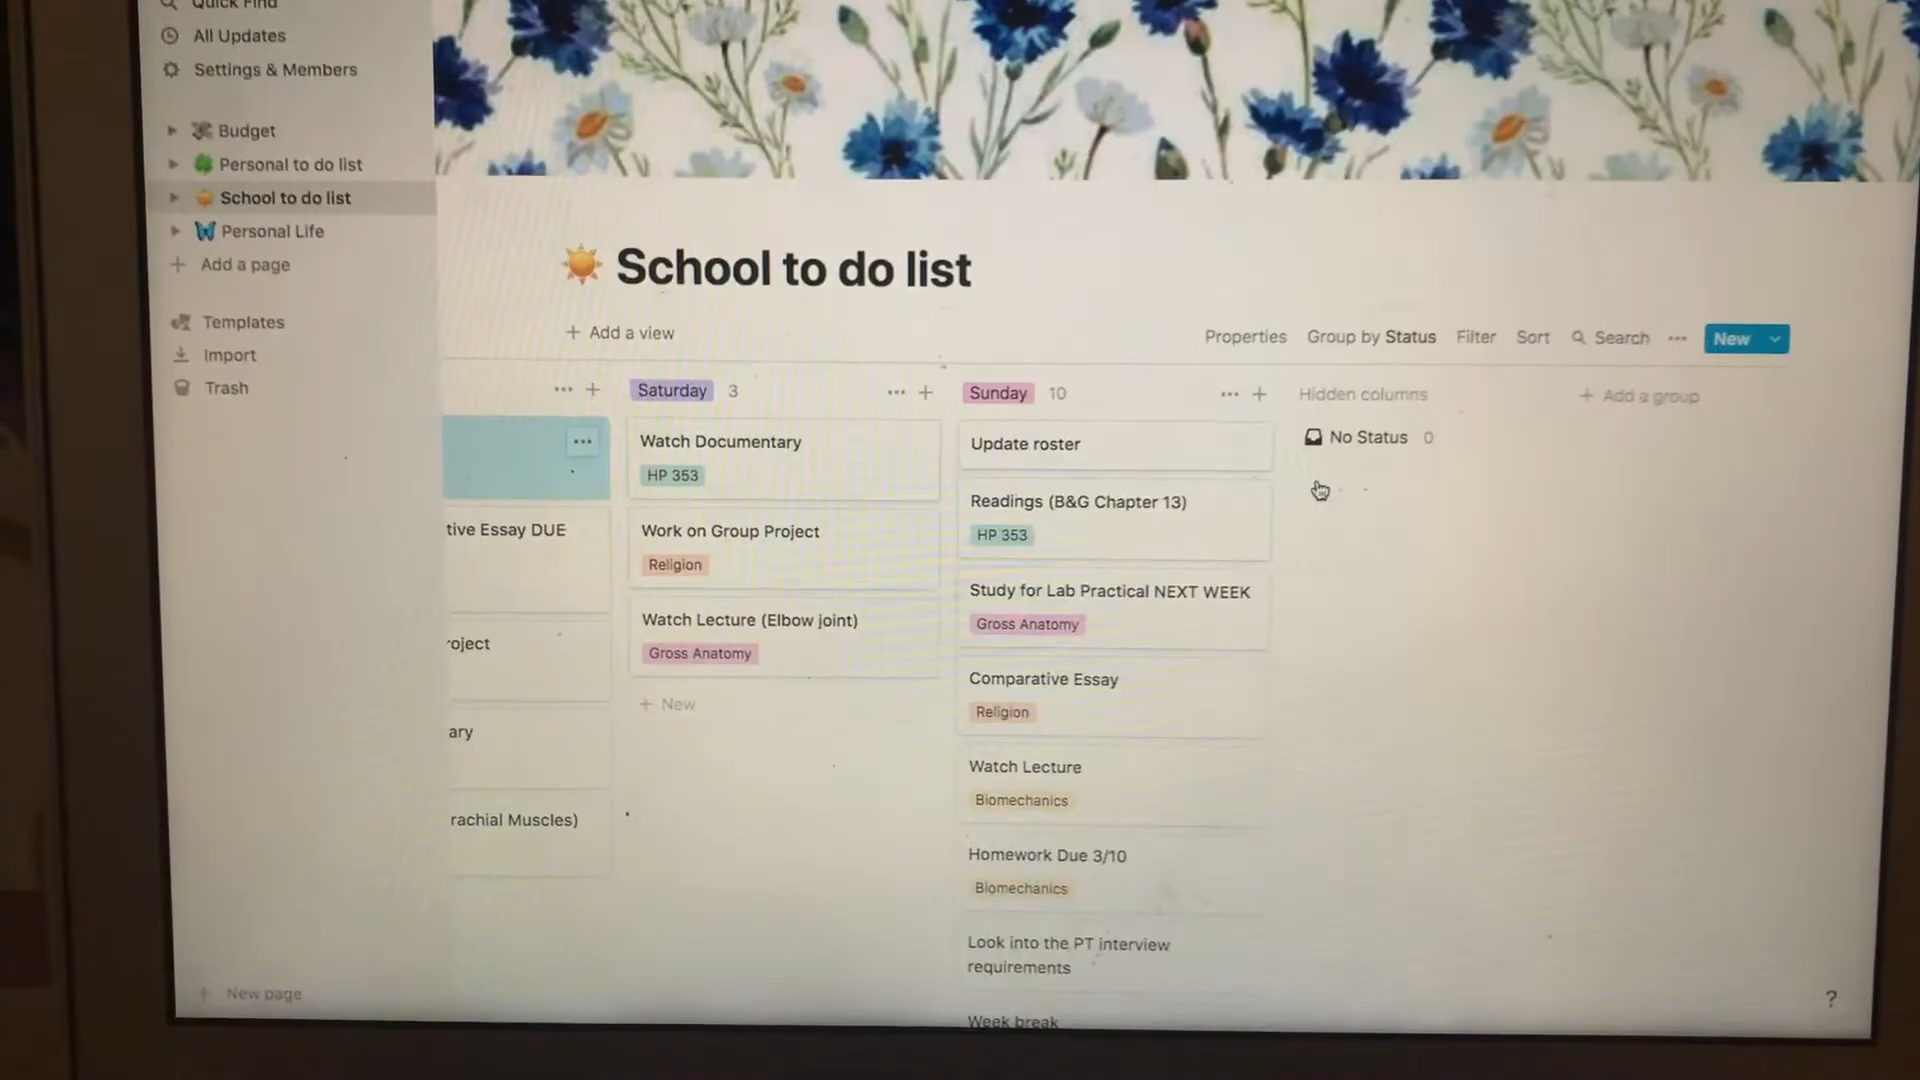 Quick Find
All Updates
Settings & Members
Budget
Personal to do list
School to do list
Personal Life
+ Add a page
Templates
Import
Trash
+ New page
School to do list
+ Add a view
Properties Group by Status Filter Sort Search ... New
... +
tive Essay DUE
roject
ary
rachial Muscles)
Saturday 3 ... +
Watch Documentary
HP 353
Work on Group Project
Religion
Watch Lecture (Elbow joint)
Gross Anatomy
+ New
Sunday 10 ... +
Update roster
Readings (B&G Chapter 13)
HP 353
Study for Lab Practical NEXT WEEK
Gross Anatomy
Comparative Essay
Religion
Watch Lecture
Biomechanics
Homework Due 3/10
Biomechanics
Look into the PT interview
requirements
Week break
Hidden columns
No Status 0
+ Add a group
?